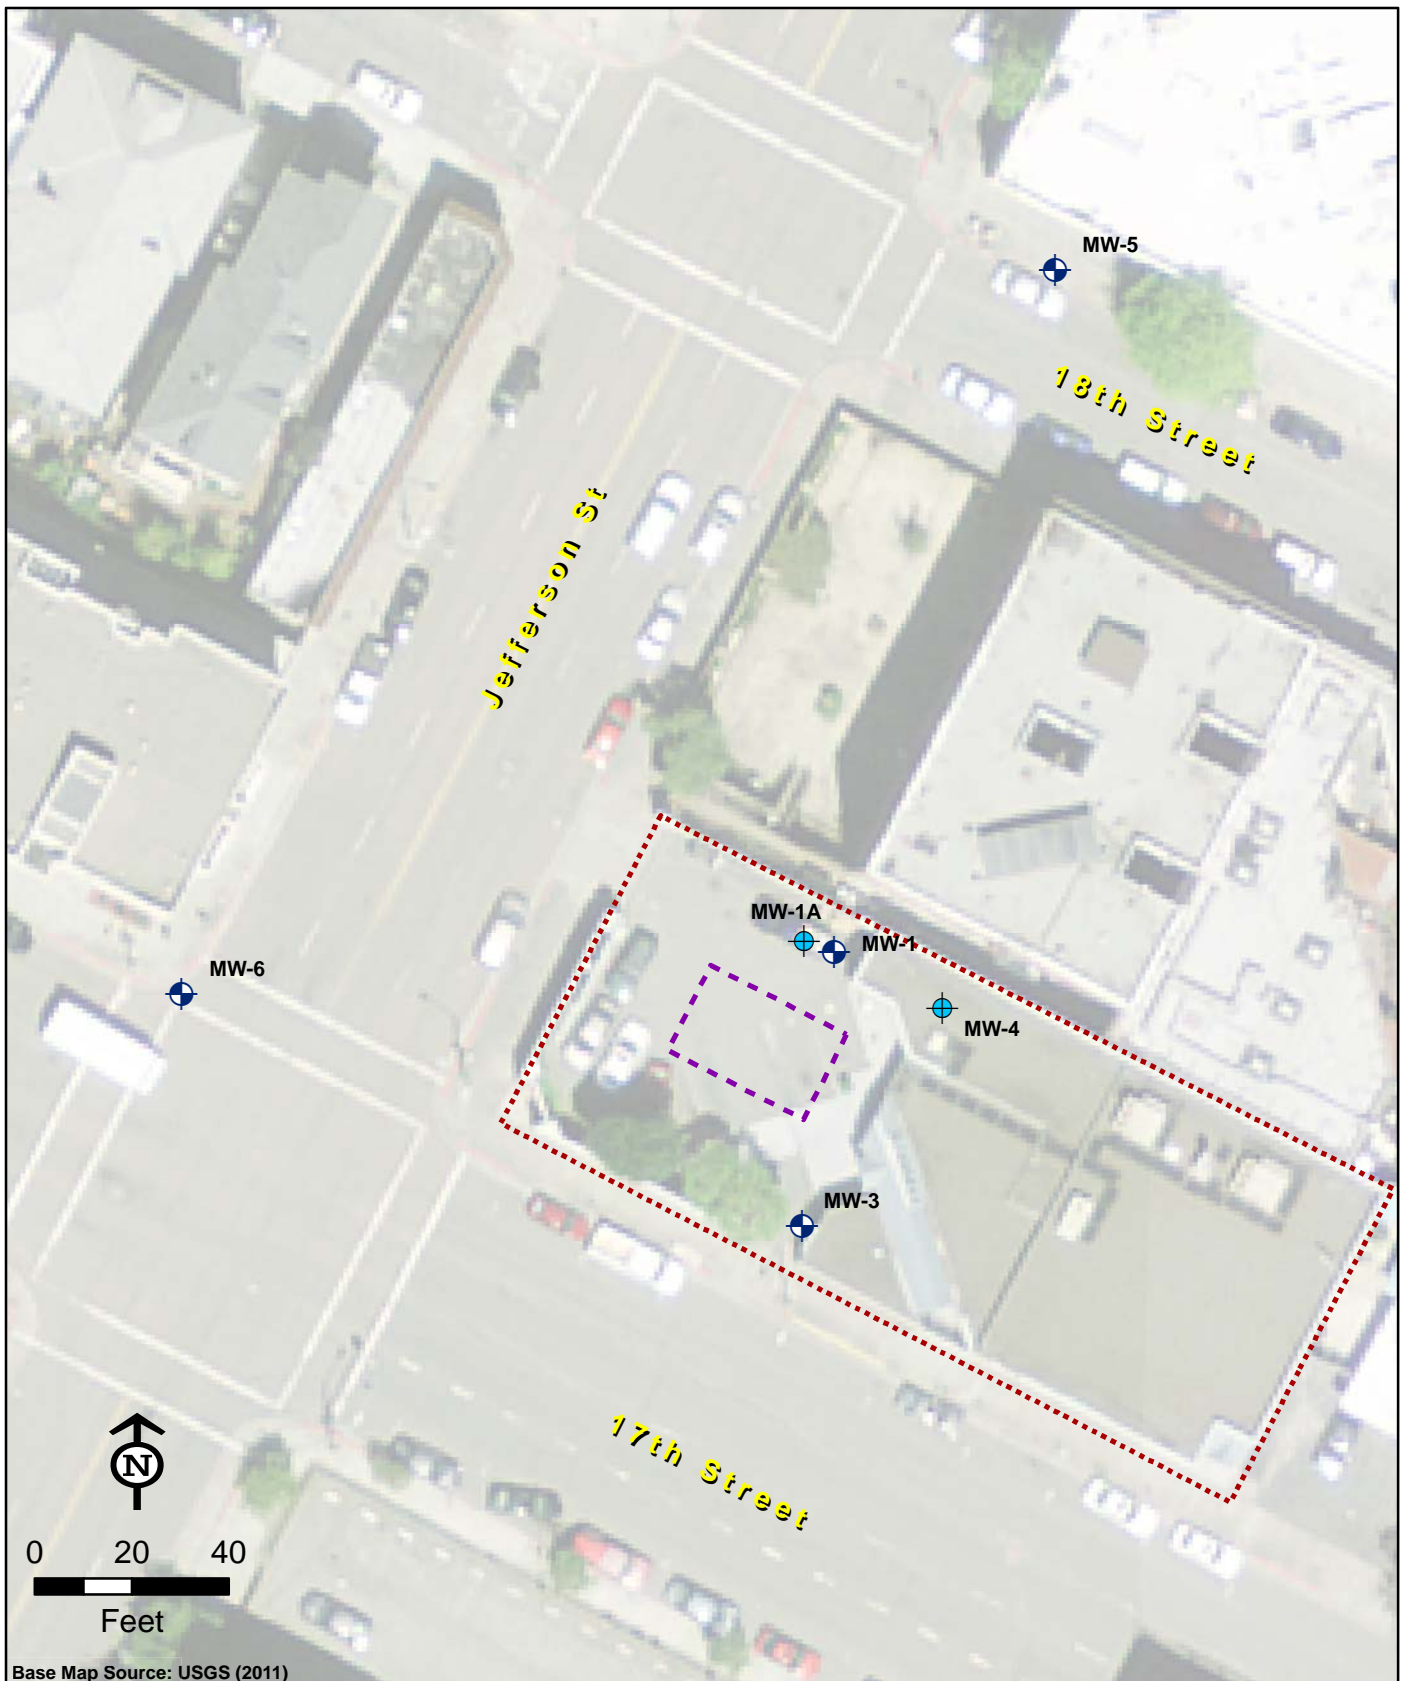 MW-5
18th Street
Jefferson St
MW-1A
MW-1
MW-6
MW-4
MW-3
17th Street
N
0 20 40
Feet
Base Map Source: USGS (2011)